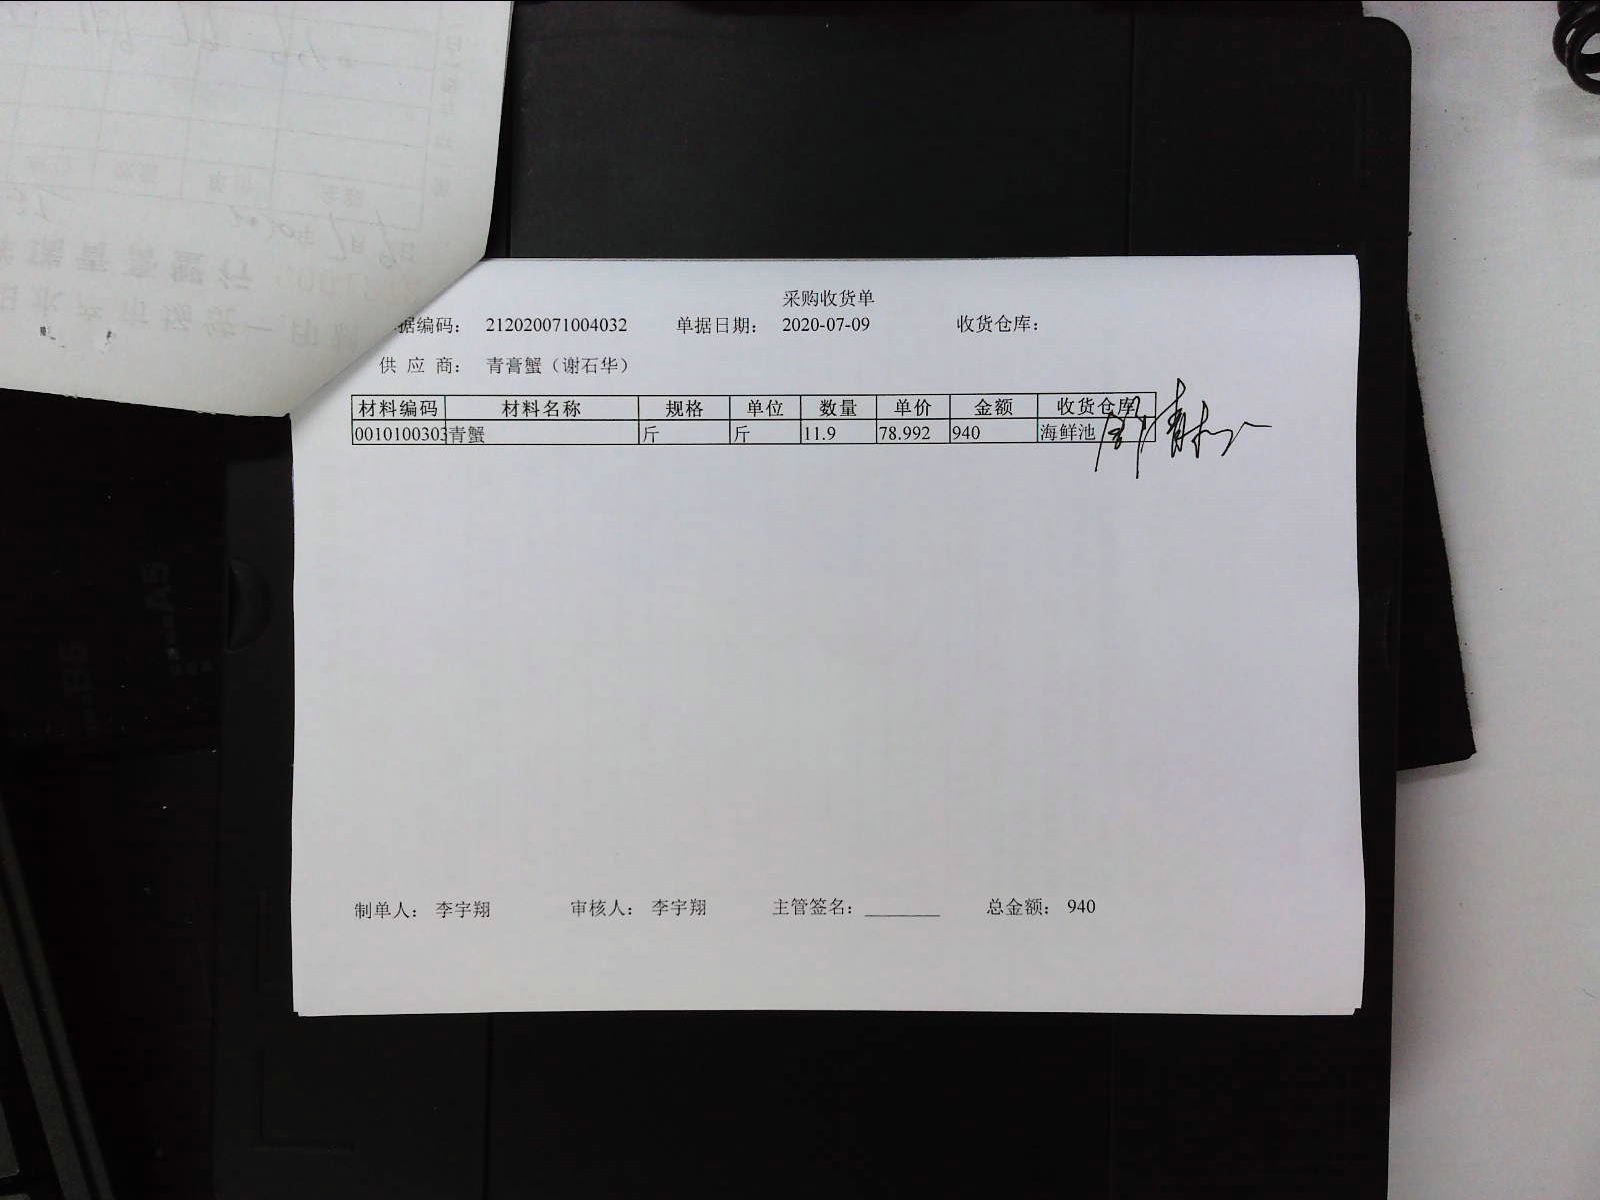 采购收货单
据编码： 212020071004032 单据日期： 2020-07-09 收货仓库：
供 应 商： 青膏蟹（谢石华）
材料编码 材料名称 规格 单位 数量 单价 金额 收货仓库
0010100303 青蟹 斤 斤 11.9 78.992 940 海鲜池
制单人： 李宇翔 审核人： 李宇翔 主管签名：________ 总金额： 940